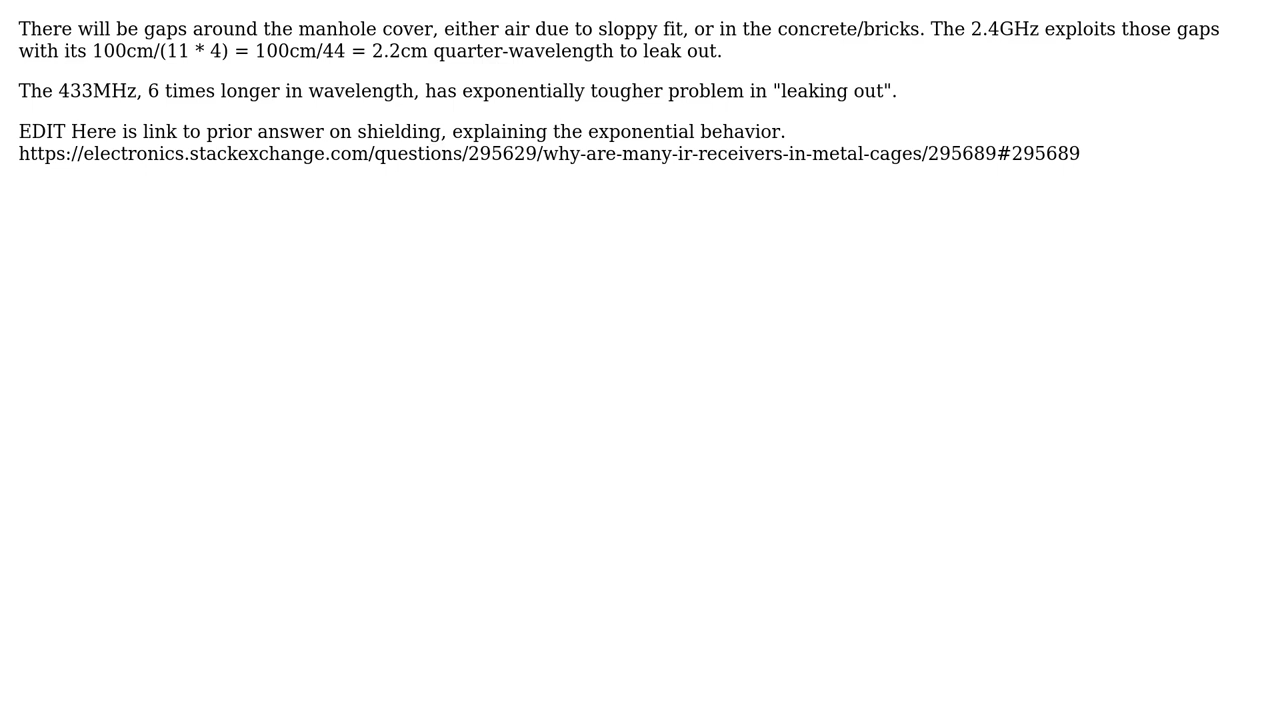 There will be gaps around the manhole cover, either air due to sloppy fit, or in the concrete/bricks. The 2.4GHz exploits those gaps
with its 100cm/(11 * 4) = 100cm/44 = 2.2cm quarter-wavelength to leak out.
The 433MHz, 6 times longer in wavelength, has exponentially tougher problem in "leaking out".
EDIT Here is link to prior answer on shielding, explaining the exponential behavior.
https://electronics.stackexchange.com/questions/295629/why-are-many-ir-receivers-in-metal-cages/295689#295689